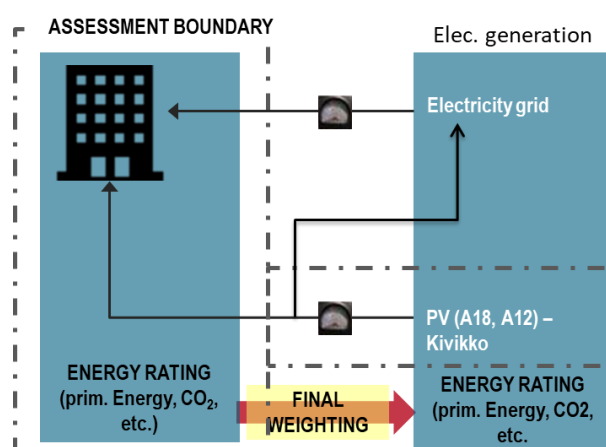 ASSESSMENT BOUNDARY
Elec. generation
Electricity grid
PV (A18, A12) –
Kivikko
ENERGY RATING
(prim. Energy, CO₂,
etc.)
FINAL
WEIGHTING
ENERGY RATING
(prim. Energy, CO2,
etc.